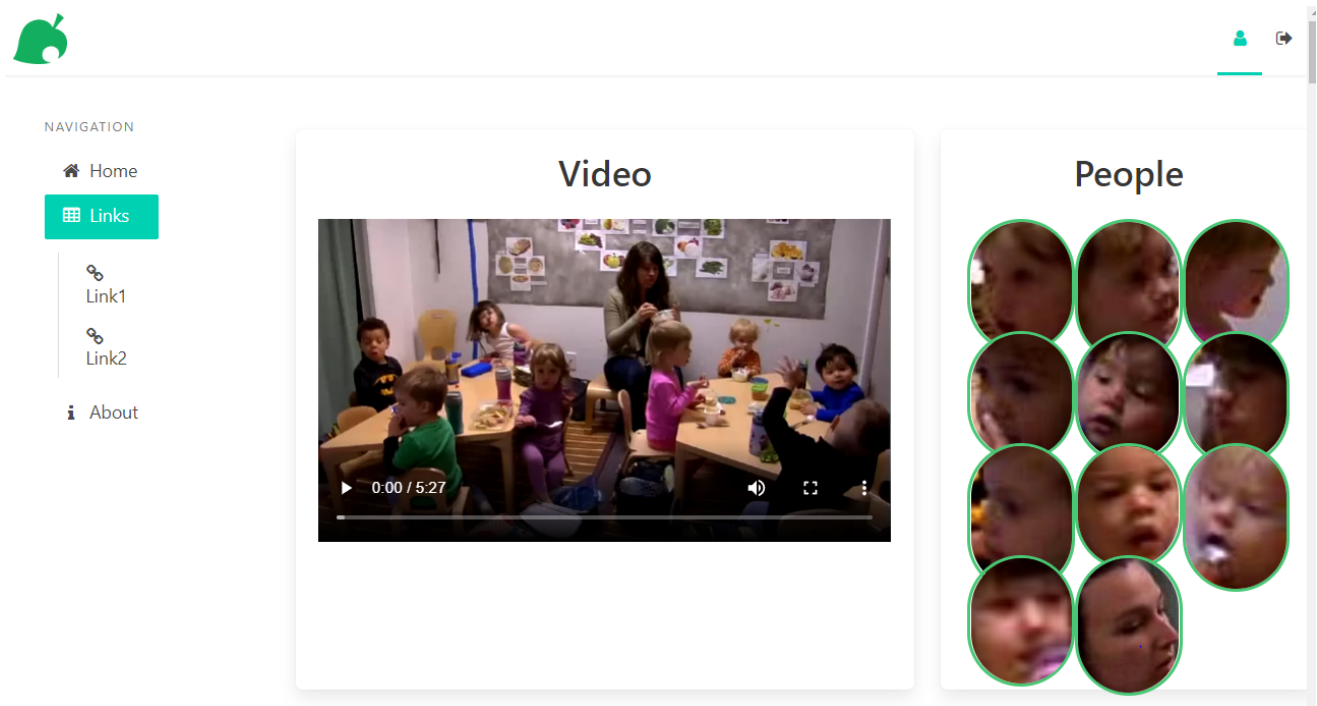 NAVIGATION
Home
Links
Link1
Link2
About
Video
0:00 / 5:27
People